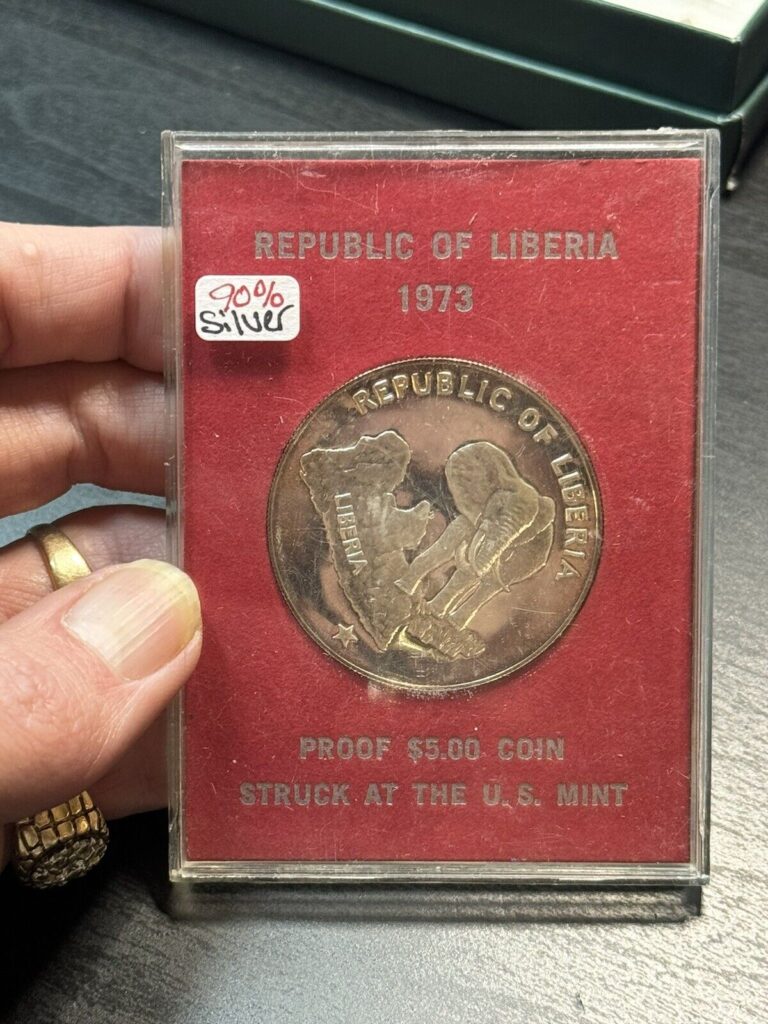 REPUBLIC OF LIBERIA
1973
90%
Silver
REPUBLIC OF LIBERIA
LIBERIA
PROOF $5.00 COIN
STRUCK AT THE U.S. MINT